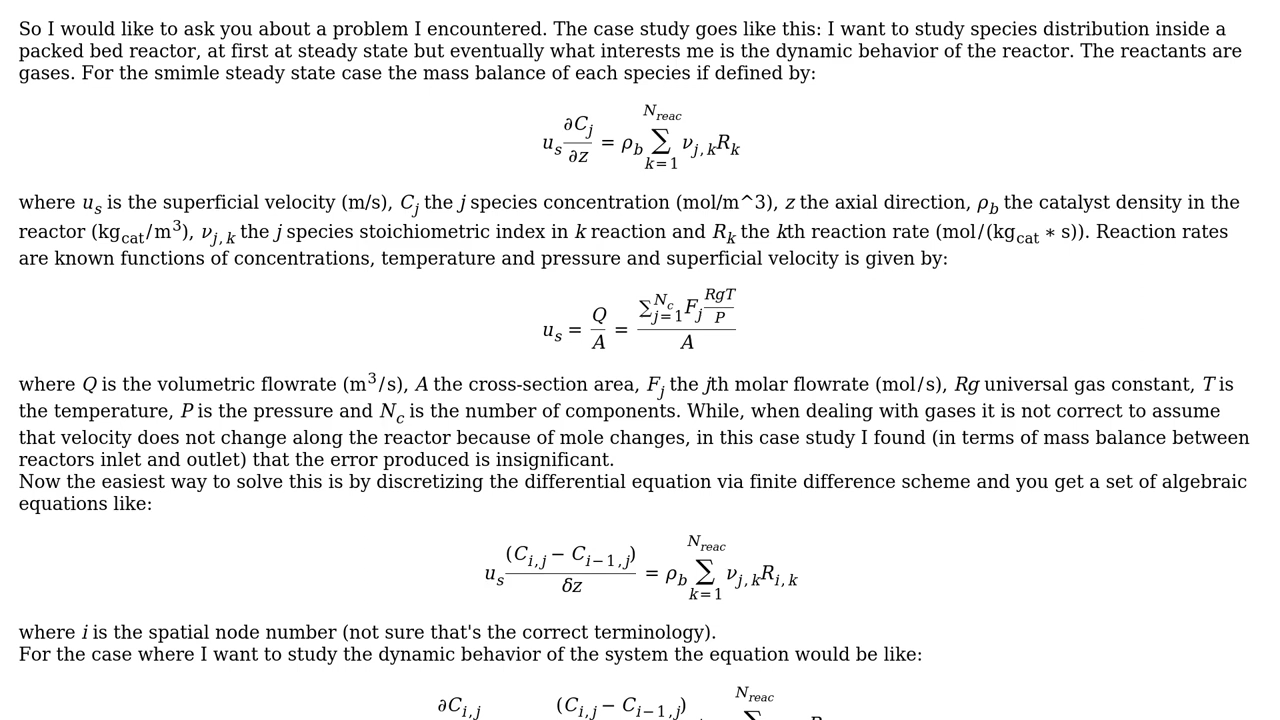 So I would like to ask you about a problem I encountered. The case study goes like this: I want to study species distribution inside a
packed bed reactor, at first at steady state but eventually what interests me is the dynamic behavior of the reactor. The reactants are
gases. For the smimle steady state case the mass balance of each species if defined by:
u_s ∂C_j/∂z = ρ_b ∑_{k=1}^{N_reac} ν_{j,k} R_k
where u_s is the superficial velocity (m/s), C_j the j species concentration (mol/m^3), z the axial direction, ρ_b the catalyst density in the
reactor (kg_cat/m³), ν_{j,k} the j species stoichiometric index in k reaction and R_k the kth reaction rate (mol/(kg_cat * s)). Reaction rates
are known functions of concentrations, temperature and pressure and superficial velocity is given by:
u_s = Q/A = (∑_{j=1}^{N_c} F_j RgT/P)/A
where Q is the volumetric flowrate (m³/s), A the cross-section area, F_j the jth molar flowrate (mol/s), Rg universal gas constant, T is
the temperature, P is the pressure and N_c is the number of components. While, when dealing with gases it is not correct to assume
that velocity does not change along the reactor because of mole changes, in this case study I found (in terms of mass balance between
reactors inlet and outlet) that the error produced is insignificant.
Now the easiest way to solve this is by discretizing the differential equation via finite difference scheme and you get a set of algebraic
equations like:
u_s (C_{i,j} − C_{i−1,j})/δz = ρ_b ∑_{k=1}^{N_reac} ν_{j,k} R_{i,k}
where i is the spatial node number (not sure that's the correct terminology).
For the case where I want to study the dynamic behavior of the system the equation would be like:
∂C_{i,j} (C_{i,j} − C_{i−1,j}) N_reac